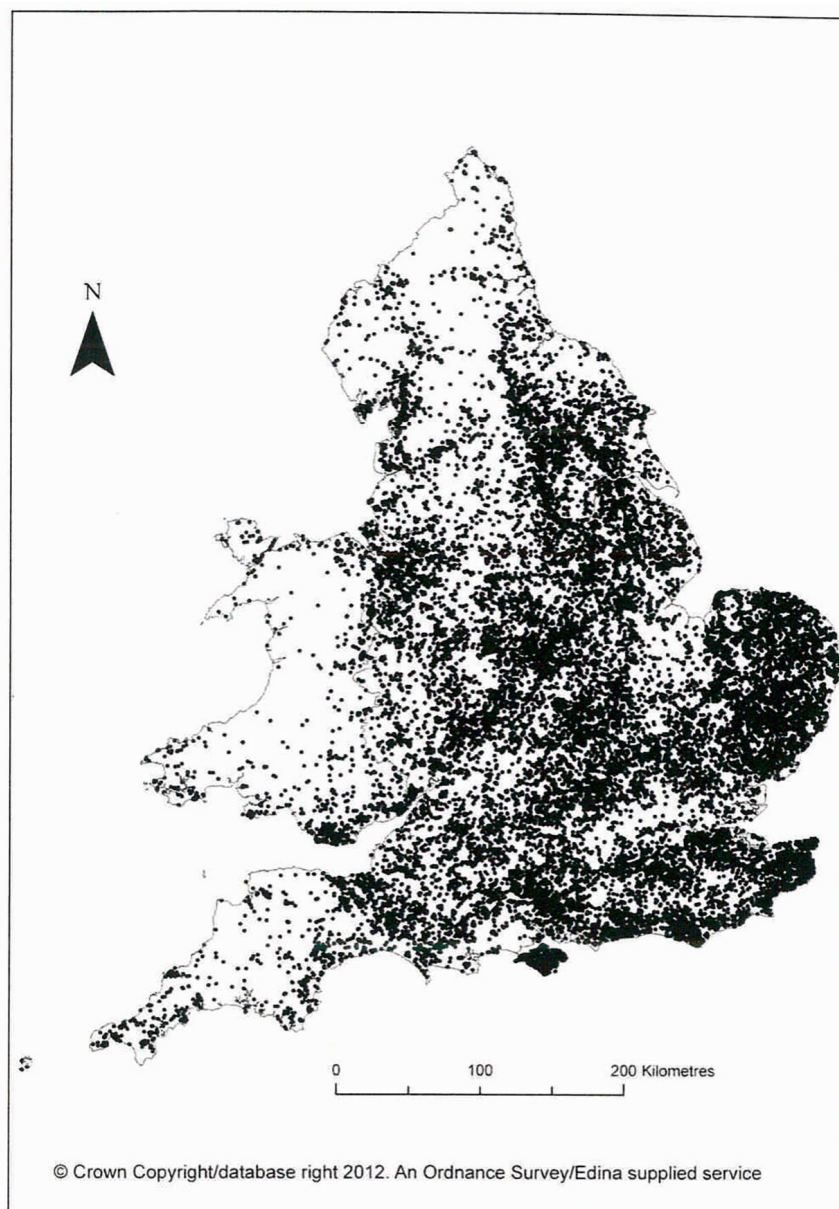 N
0 100 200 Kilometres
© Crown Copyright/database right 2012. An Ordnance Survey/Edina supplied service